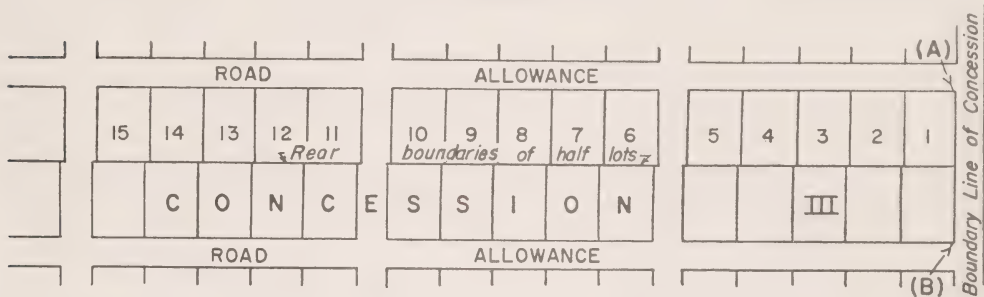 (A)
ROAD ALLOWANCE
15 14 13 12 11 10 9 8 7 6 5 4 3 2 1
Rear boundaries of half lots
CONCESSION III
ROAD ALLOWANCE
(B)
Boundary Line of Concession